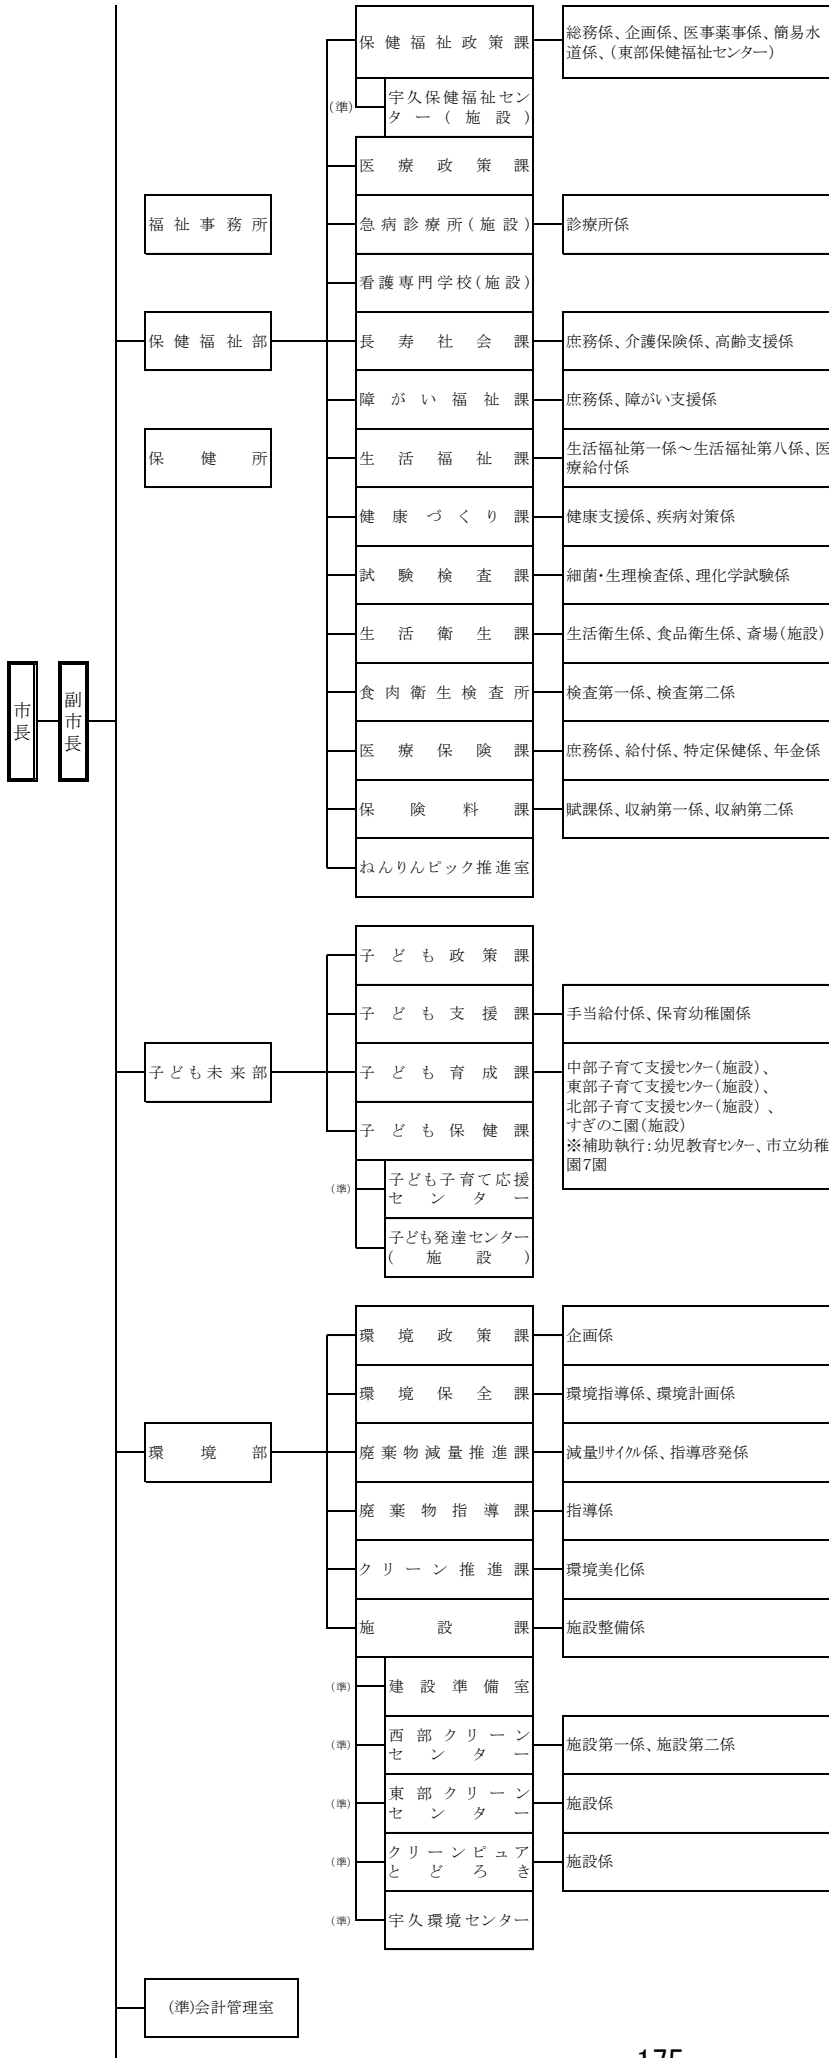 保健福祉政策課
総務係、企画係、医事薬事係、簡易水
道係、(東部保健福祉センター)
(準)
宇久保健福祉セン
ター(施設)
医療政策課
福祉事務所
急病診療所(施設)
診療所係
看護専門学校(施設)
保健福祉部
長寿社会課
庶務係、介護保険係、高齢支援係
障がい福祉課
庶務係、障がい支援係
保健所
生活福祉課
生活福祉第一係～生活福祉第八係、医
療給付係
健康づくり課
健康支援係、疾病対策係
試験検査課
細菌・生理検査係、理化学試験係
生活衛生課
生活衛生係、食品衛生係、斎場(施設)
市長
副市長
食肉衛生検査所
検査第一係、検査第二係
医療保険課
庶務係、給付係、特定保健係、年金係
保険料課
賦課係、収納第一係、収納第二係
ねんりんピック推進室
子ども政策課
子ども支援課
手当給付係、保育幼稚園係
子ども未来部
子ども育成課
中部子育て支援センター(施設)、
東部子育て支援センター(施設)、
北部子育て支援センター(施設) 、
すぎのこ園(施設)
※補助執行:幼児教育センター、市立幼稚
園7園
子ども保健課
(準)
子ども子育て応援
センター
子ども発達センター
(施設)
環境政策課
企画係
環境保全課
環境指導係、環境計画係
環境部
廃棄物減量推進課
減量リサイクル係、指導啓発係
廃棄物指導課
指導係
クリーン推進課
環境美化係
施設課
施設整備係
(準)
建設準備室
(準)
西部クリーン
センター
施設第一係、施設第二係
(準)
東部クリーン
センター
施設係
(準)
クリーンピュア
とどろき
施設係
(準)
宇久環境センター
(準)会計管理室
175